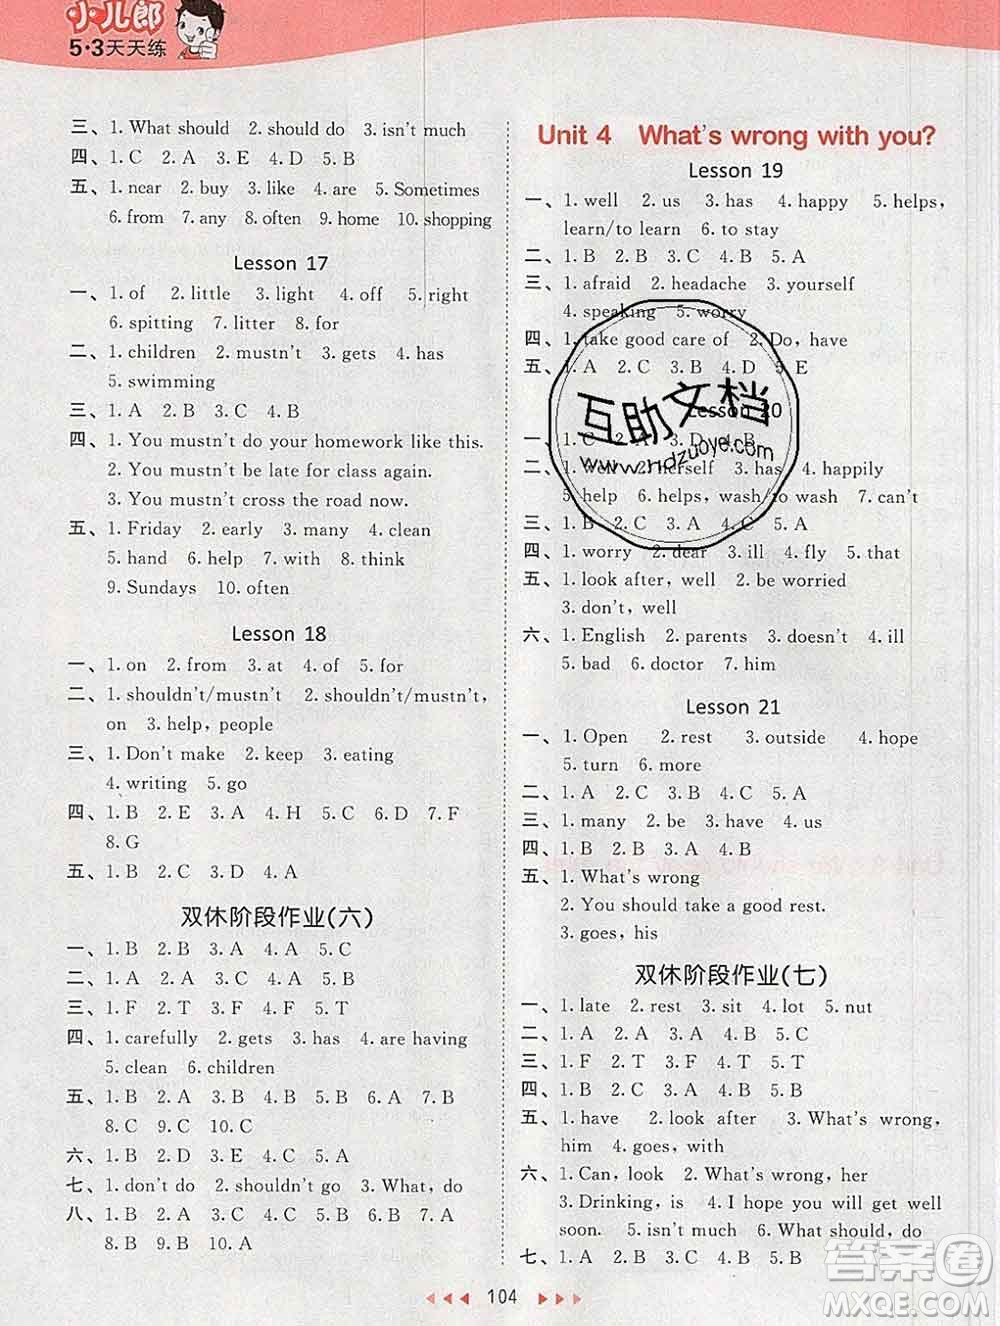 小儿郎
5·3天天练
三、1. What should 2. should do 3. isn't much
四、1. C 2. A 3. E 4. D 5. B
五、1. near 2. buy 3. like 4. are 5. Sometimes
6. from 7. any 8. often 9. home 10. shopping
Lesson 17
一、1. of 2. little 3. light 4. off 5. right
6. spitting 7. litter 8. for
二、1. children 2. mustn't 3. gets 4. has
5. swimming
三、1. A 2. B 3. C 4. B
四、1. You mustn't do your homework like this.
2. You mustn't be late for class again.
3. You mustn't cross the road now.
五、1. Friday 2. early 3. many 4. clean
5. hand 6. help 7. with 8. think
9. Sundays 10. often
Lesson 18
一、1. on 2. from 3. at 4. of 5. for
二、1. shouldn't/mustn't 2. shouldn't/mustn't,
on 3. help, people
三、1. Don't make 2. keep 3. eating
4. writing 5. go
四、1. B 2. E 3. A 4. H 5. C 6. D 7. F
8. G
五、1. B 2. A 3. B 4. A 5. B
双休阶段作业(六)
一、1. B 2. B 3. A 4. A 5. C
二、1. A 2. A 3. A 4. B 5. A
三、1. F 2. T 3. F 4. F 5. T
四、1. carefully 2. gets 3. has 4. are having
5. clean 6. children
五、1. B 2. A 3. B 4. B 5. B 6. A 7. B
8. C 9. C 10. C
六、1. B 2. D 3. E 4. C 5. A
七、1. don't do 2. shouldn't go 3. What, do
八、1. B 2. A 3. C 4. A 5. B 6. B 7. A
8. B 9. B 10. A
Unit 4 What's wrong with you?
Lesson 19
一、1. well 2. us 3. has 4. happy 5. helps,
learn/to learn 6. to stay
二、1. B 2. B 3. C 4. B 5. A
三、1. afraid 2. headache 3. yourself
4. speaking 5. worry
四、1. take good care of 2. Do, have
五、1. A 2. C 3. B 4. D 5. E
Lesson 20
一、1. C 2. A 3. D 4. B
二、1. Well 2. herself 3. has 4. happily
5. help 6. helps, wash/to wash 7. can't
三、1. B 2. C 3. A 4. C 5. A
四、1. worry 2. dear 3. ill 4. fly 5. that
五、1. look after, well 2. be worried
3. don't, well
六、1. English 2. parents 3. doesn't 4. ill
5. bad 6. doctor 7. him
Lesson 21
一、1. Open 2. rest 3. outside 4. hope
5. turn 6. more
二、1. B 2. B 3. A 4. C 5. A
三、1. many 2. be 3. have 4. us
四、1. B 2. A 3. D 4. C
五、1. What's wrong
2. You should take a good rest.
3. goes, his
双休阶段作业(七)
一、1. late 2. rest 3. sit 4. lot 5. nut
二、1. A 2. A 3. A 4. B 5. A
三、1. F 2. T 3. F 4. T 5. T
四、1. B 2. C 3. A 4. B 5. C
五、1. have 2. look after 3. What's wrong,
him 4. goes, with
六、1. Can, look 2. What's wrong, her
3. Drinking, is 4. I hope you will get well
soon. 5. isn't much 6. What should, do
七、1. A 2. B 3. A 4. B 5. B
104
互助文档
www.hdzuoye.com
答案圈
MXQE.COM